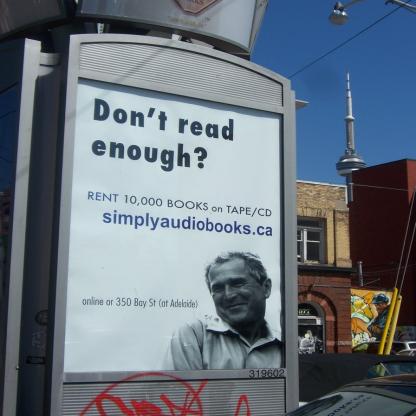 Don't read
enough?
RENT 10,000 BOOKS on TAPE/CD
simplyaudiobooks.ca
online or 350 Bay St (at Adelaide)
319602